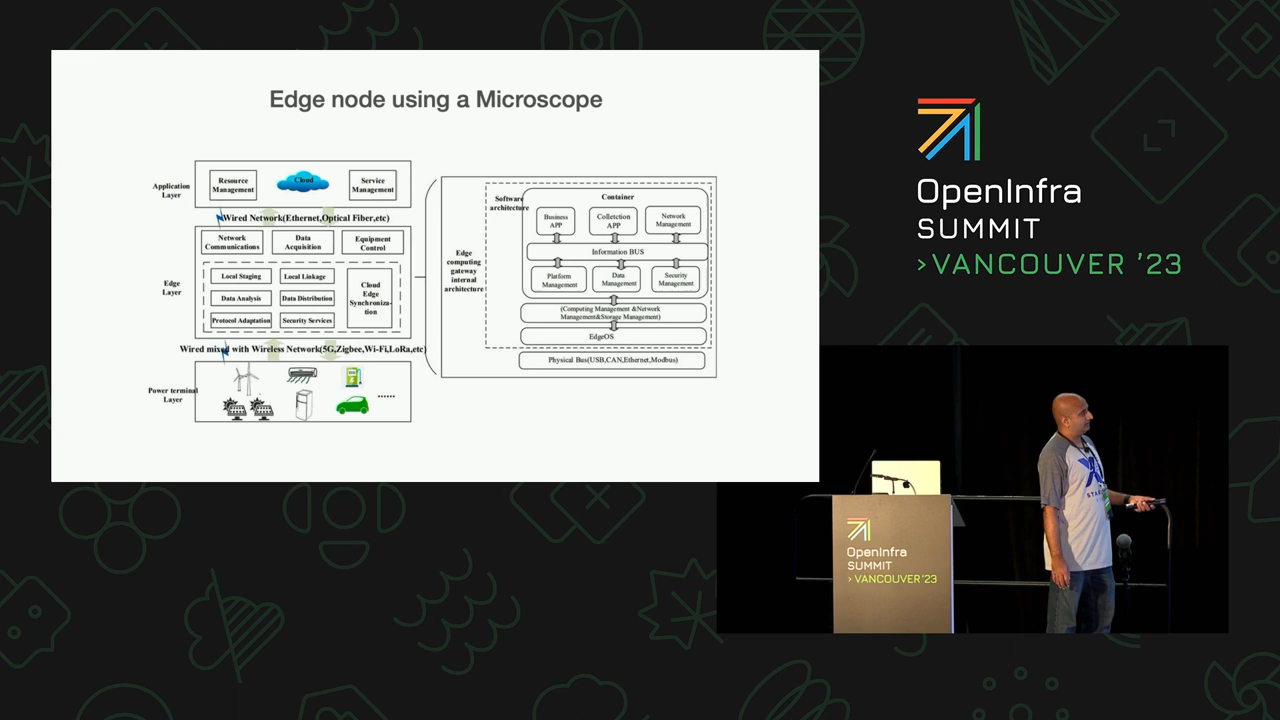 Edge node using a Microscope
Application
Layer
Resource
Management
Cloud
Service
Management
Wired Network(Ethernet,Optical Fiber,etc)
Edge
Layer
Network
Communications
Data
Acquisition
Equipment
Control
Local Staging
Local Linkage
Data Analysis
Data Distribution
Protocol Adaptation
Security Services
Cloud
Edge
Synchroniza-
tion
Wired mixed with Wireless Network(5G,Zigbee,Wi-Fi,LoRa,etc)
Power terminal
Layer
......
Edge
computing
gateway
internal
architecture
Software
architecture
Container
Business
APP
Colletction
APP
Network
Management
Information BUS
Platform
Management
Data
Management
Security
Management
(Computing Management &Network
Management&Storage Management)
EdgeOS
Physical Bus(USB,CAN,Ethernet,Modbus)
OpenInfra
SUMMIT
>VANCOUVER '23
OpenInfra
SUMMIT
>VANCOUVER '23